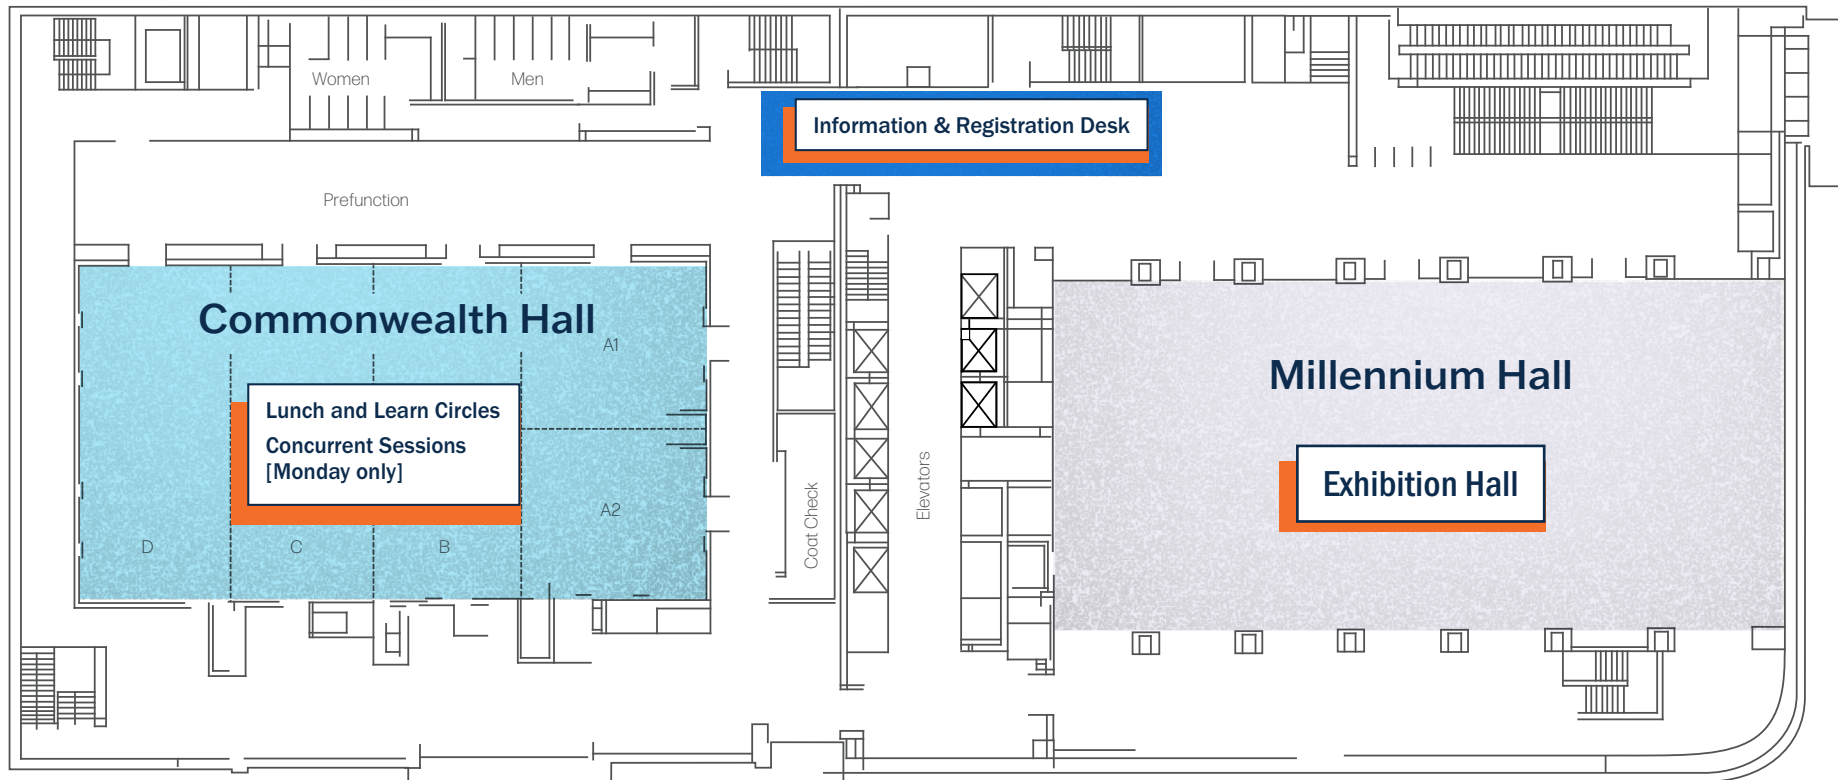 Women
Men
Information & Registration Desk
Prefunction
Commonwealth Hall
A1
Lunch and Learn Circles
Concurrent Sessions
[Monday only]
A2
D
C
B
Coat Check
Elevators
Millennium Hall
Exhibition Hall